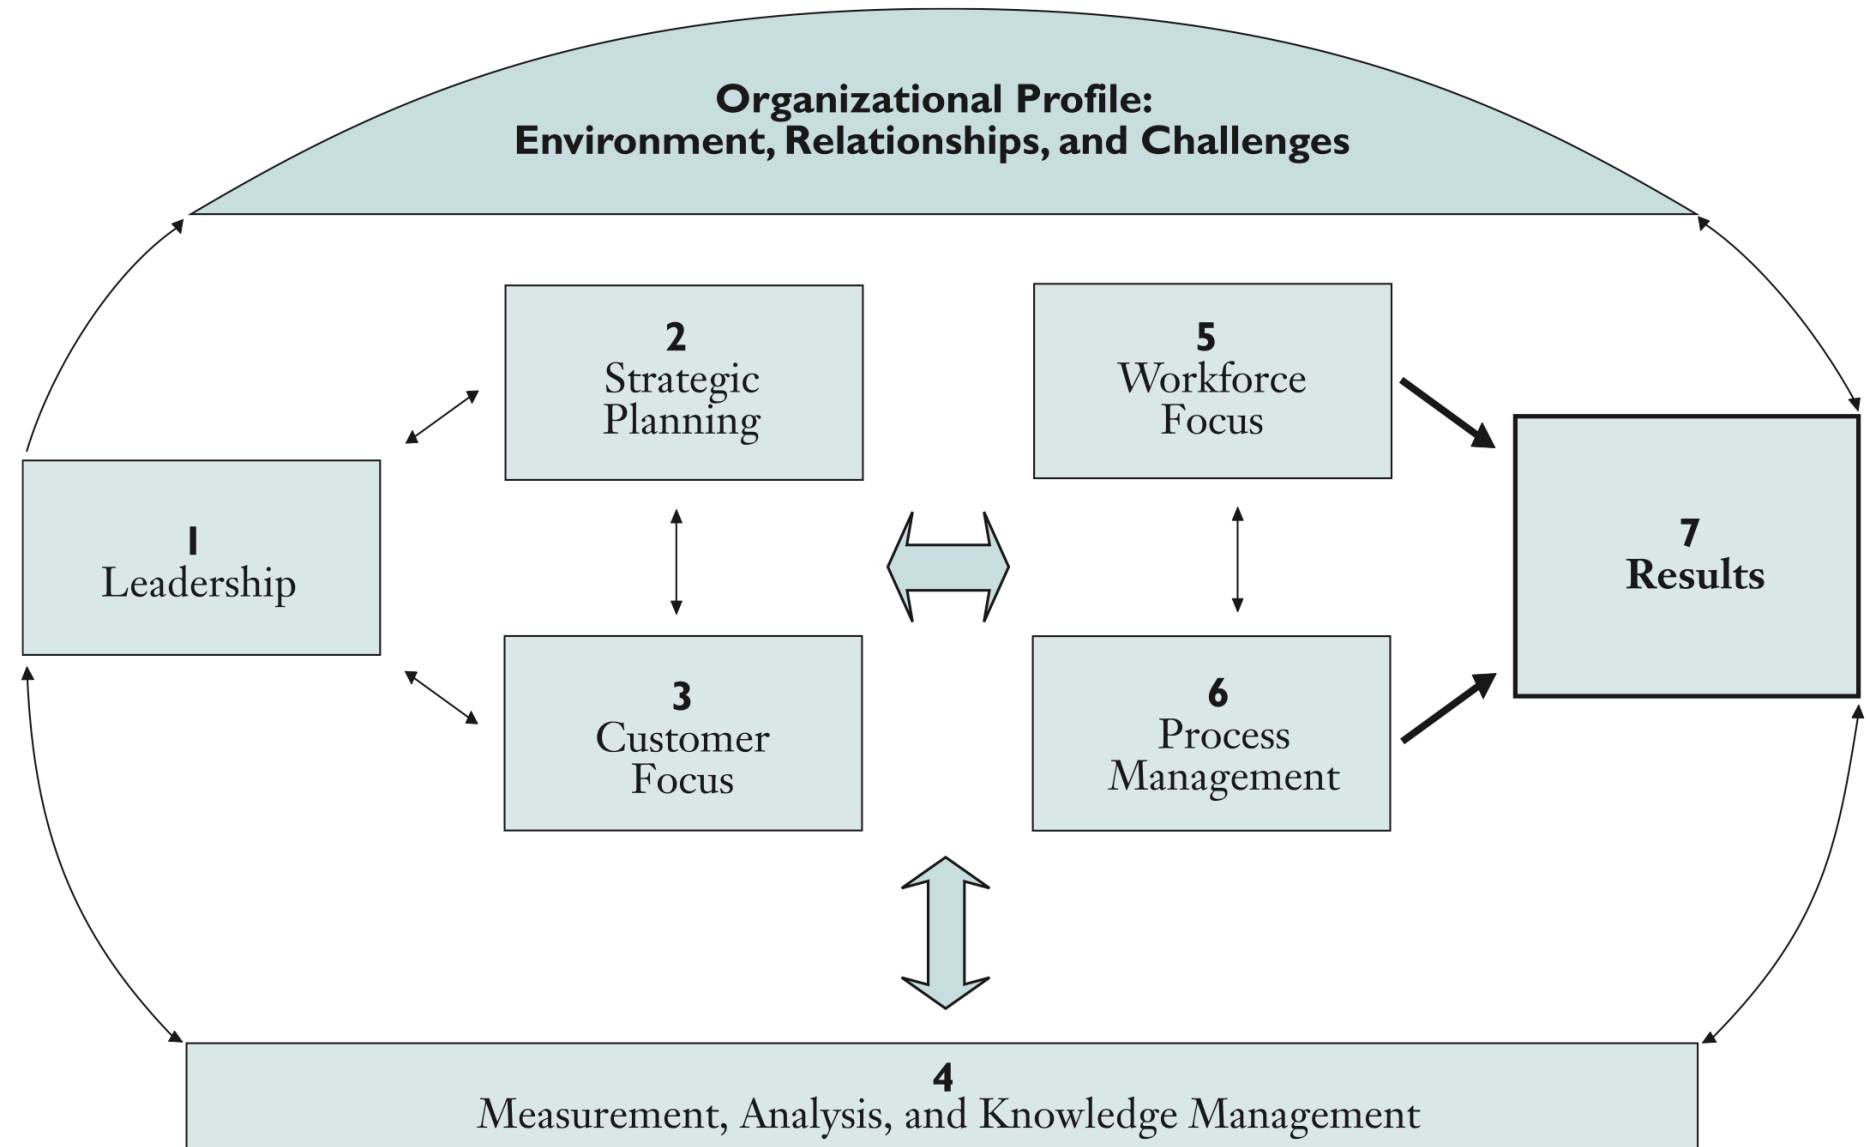 Organizational Profile:
Environment, Relationships, and Challenges
2
Strategic
Planning
5
Workforce
Focus
1
Leadership
7
Results
3
Customer
Focus
6
Process
Management
4
Measurement, Analysis, and Knowledge Management